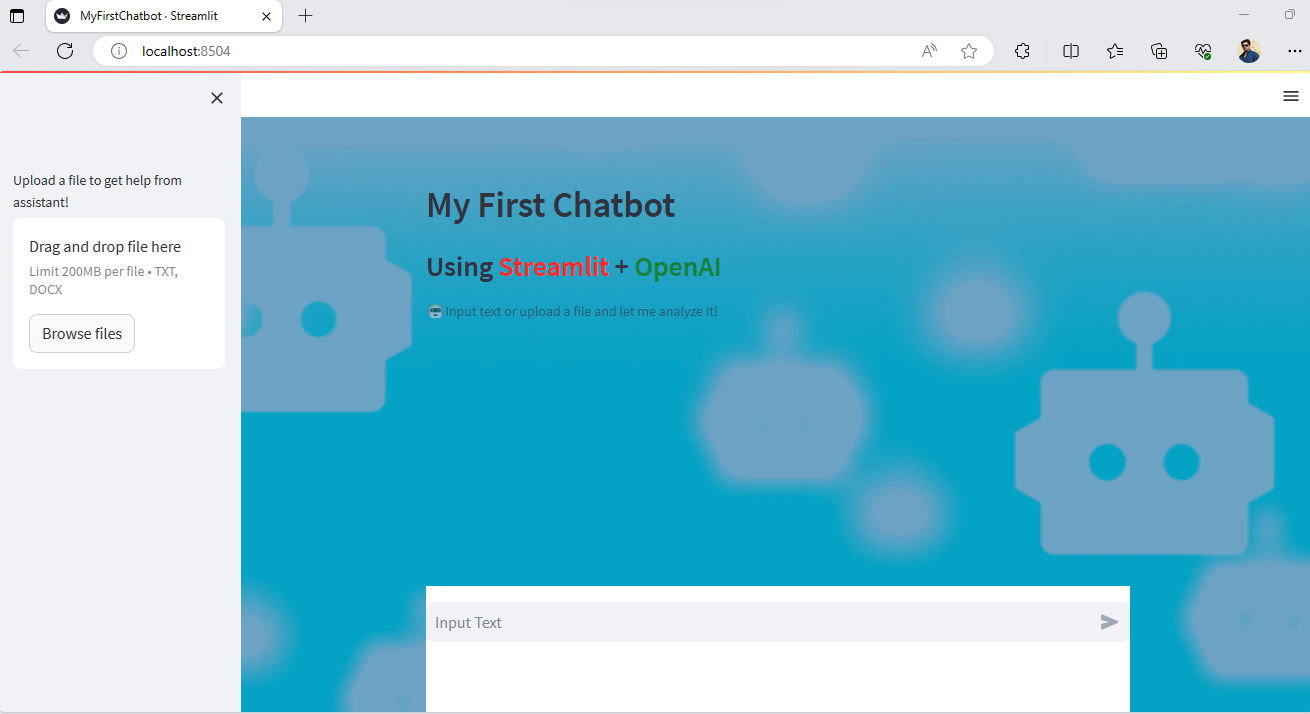 MyFirstChatbot · Streamlit
localhost:8504
Upload a file to get help from
assistant!
Drag and drop file here
Limit 200MB per file • TXT,
DOCX
Browse files
My First Chatbot
Using Streamlit + OpenAI
Input text or upload a file and let me analyze it!
Input Text